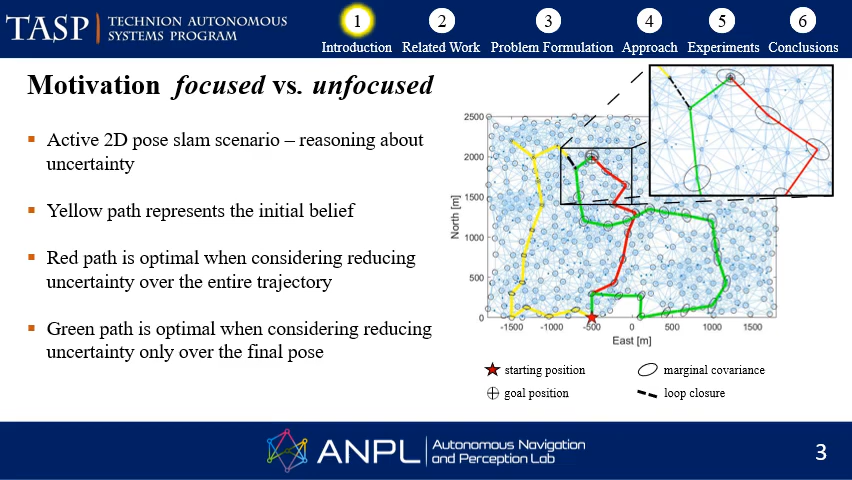 TASP TECHNION AUTONOMOUS
SYSTEMS PROGRAM
1 2 3 4 5 6
Introduction Related Work Problem Formulation Approach Experiments Conclusions
Motivation focused vs. unfocused
▪ Active 2D pose slam scenario – reasoning about
uncertainty
▪ Yellow path represents the initial belief
▪ Red path is optimal when considering reducing
uncertainty over the entire trajectory
▪ Green path is optimal when considering reducing
uncertainty only over the final pose
2500
2000
1500
1000
500
0
North [m]
-1500 -1000 -500 0 500 1000 1500
East [m]
starting position
marginal covariance
goal position
loop closure
ANPL Autonomous Navigation
and Perception Lab
3